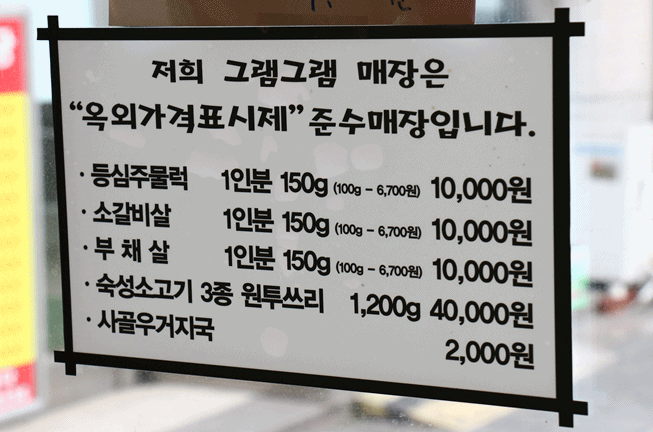 저희 그램그램 매장은
"옥외가격표시제" 준수매장입니다.
· 등심주물럭 1인분 150g (100g - 6,700원) 10,000원
· 소갈비살 1인분 150g (100g - 6,700원) 10,000원
· 부 채 살 1인분 150g (100g - 6,700원) 10,000원
· 숙성소고기 3종 원투쓰리 1,200g 40,000원
· 사골우거지국 2,000원